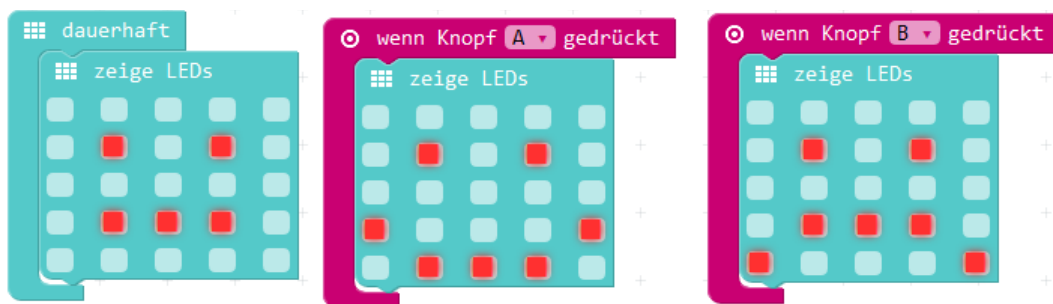 dauerhaft
zeige LEDs
wenn Knopf A gedrückt
zeige LEDs
wenn Knopf B gedrückt
zeige LEDs